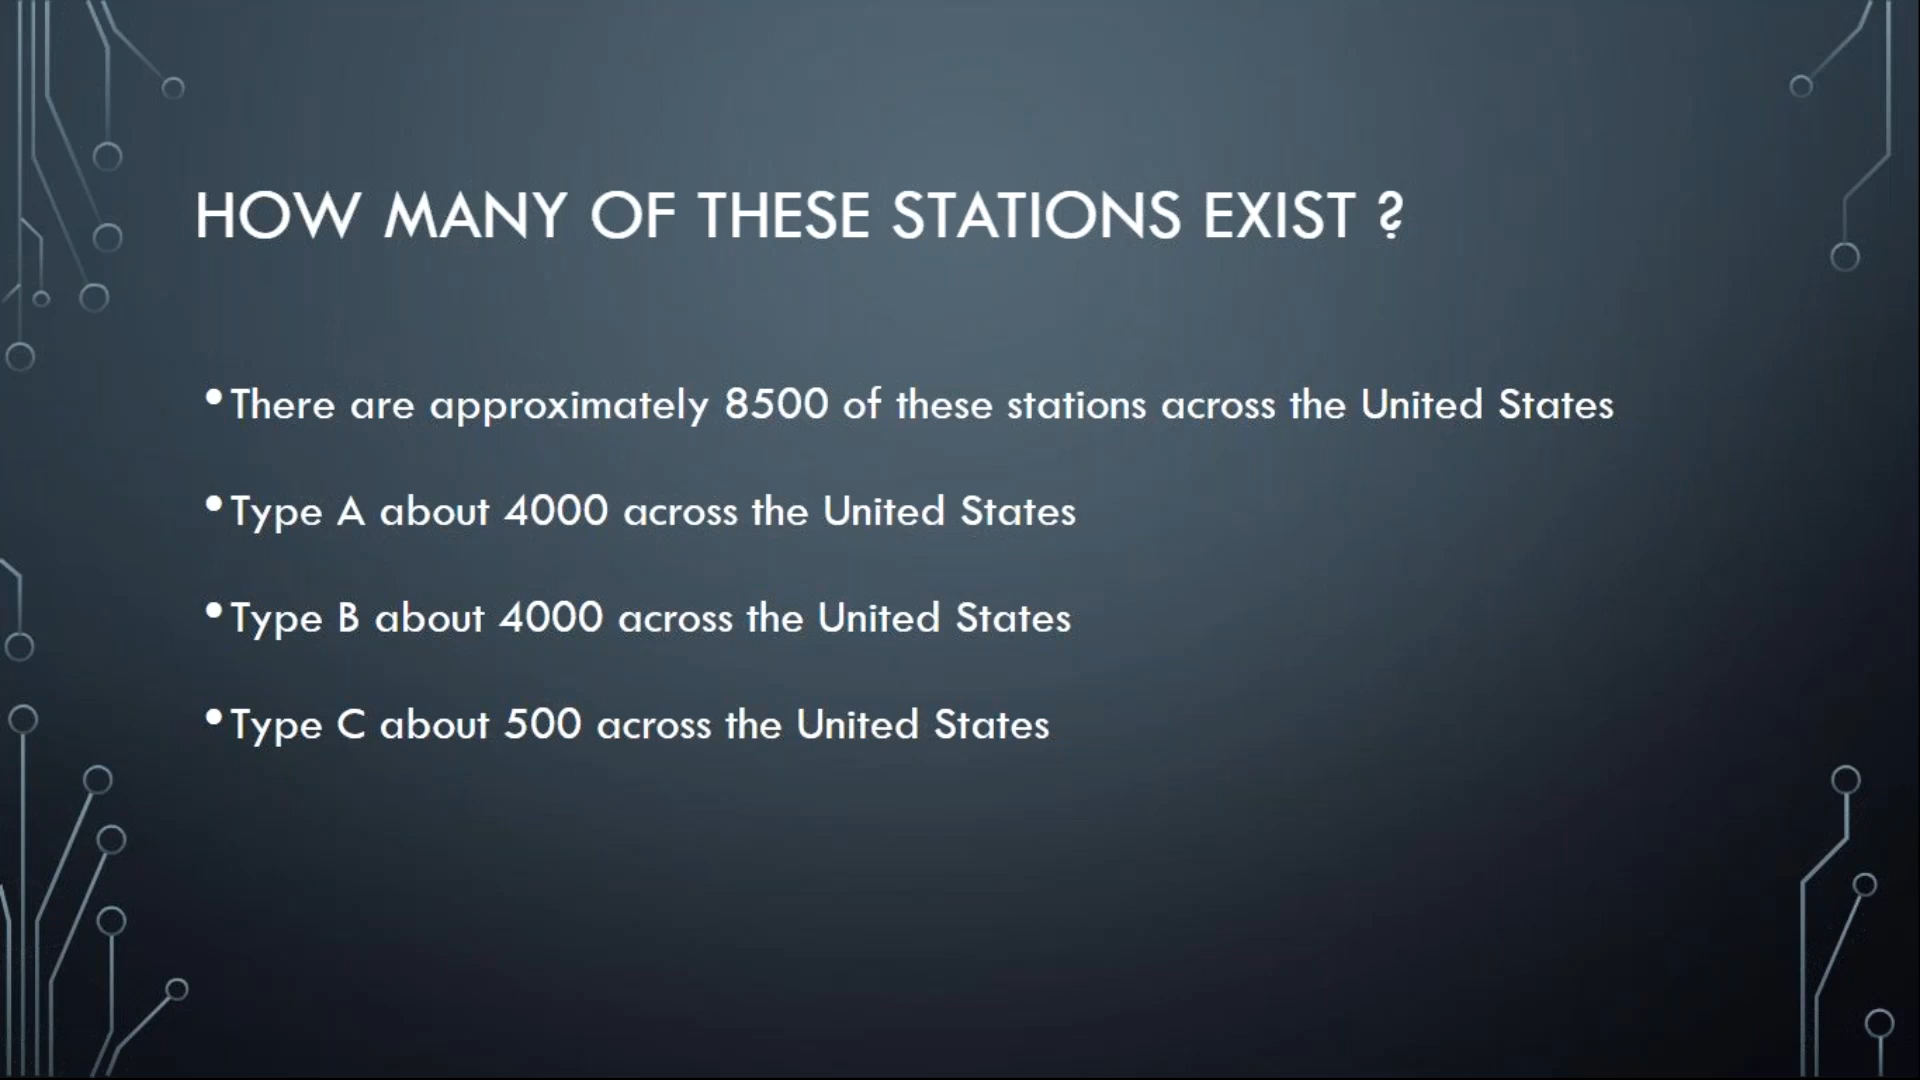 HOW MANY OF THESE STATIONS EXIST ?
•There are approximately 8500 of these stations across the United States
•Type A about 4000 across the United States
•Type B about 4000 across the United States
•Type C about 500 across the United States